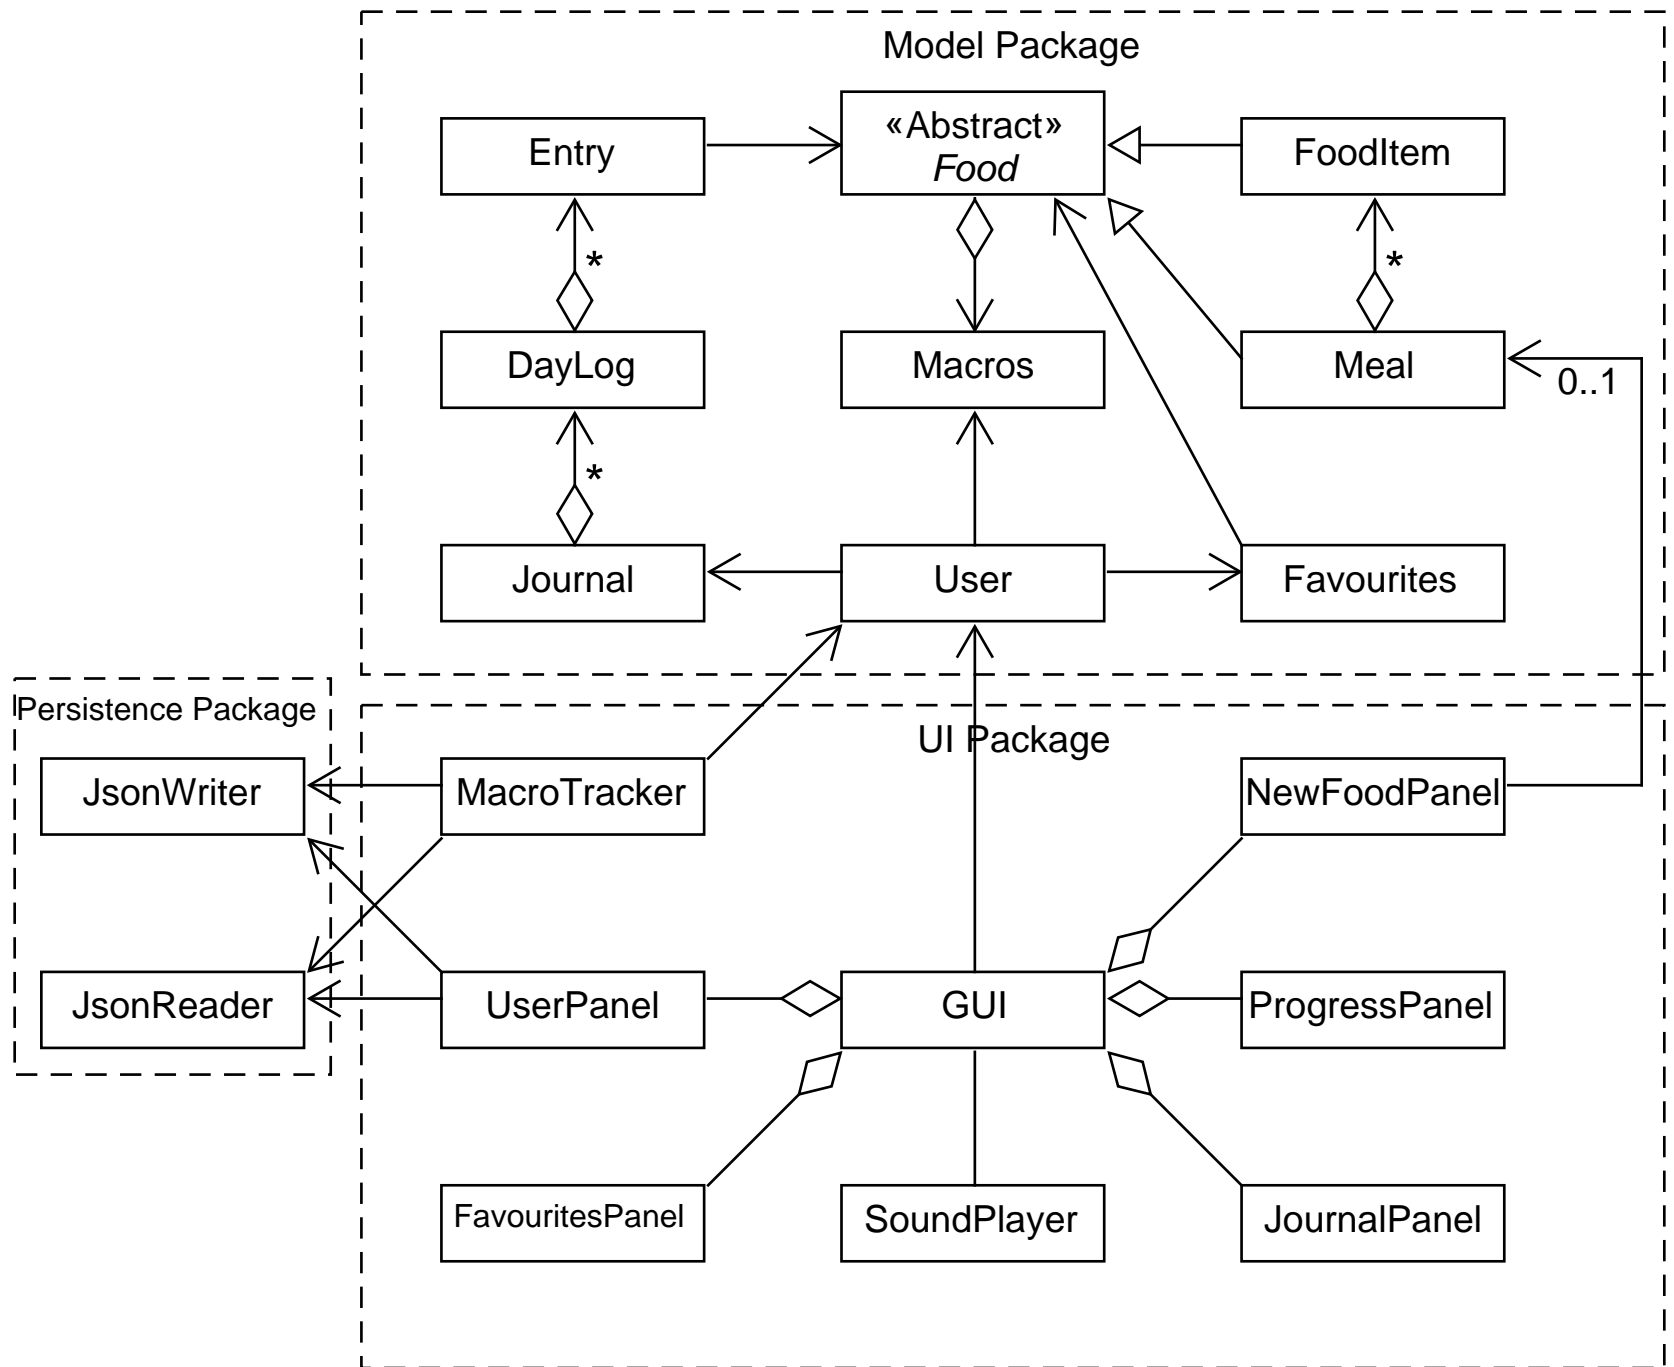 Model Package
Entry
«Abstract»
Food
FoodItem
*
*
DayLog
Macros
Meal
0..1
*
Journal
User
Favourites
Persistence Package
UI Package
JsonWriter
MacroTracker
NewFoodPanel
JsonReader
UserPanel
GUI
ProgressPanel
FavouritesPanel
SoundPlayer
JournalPanel